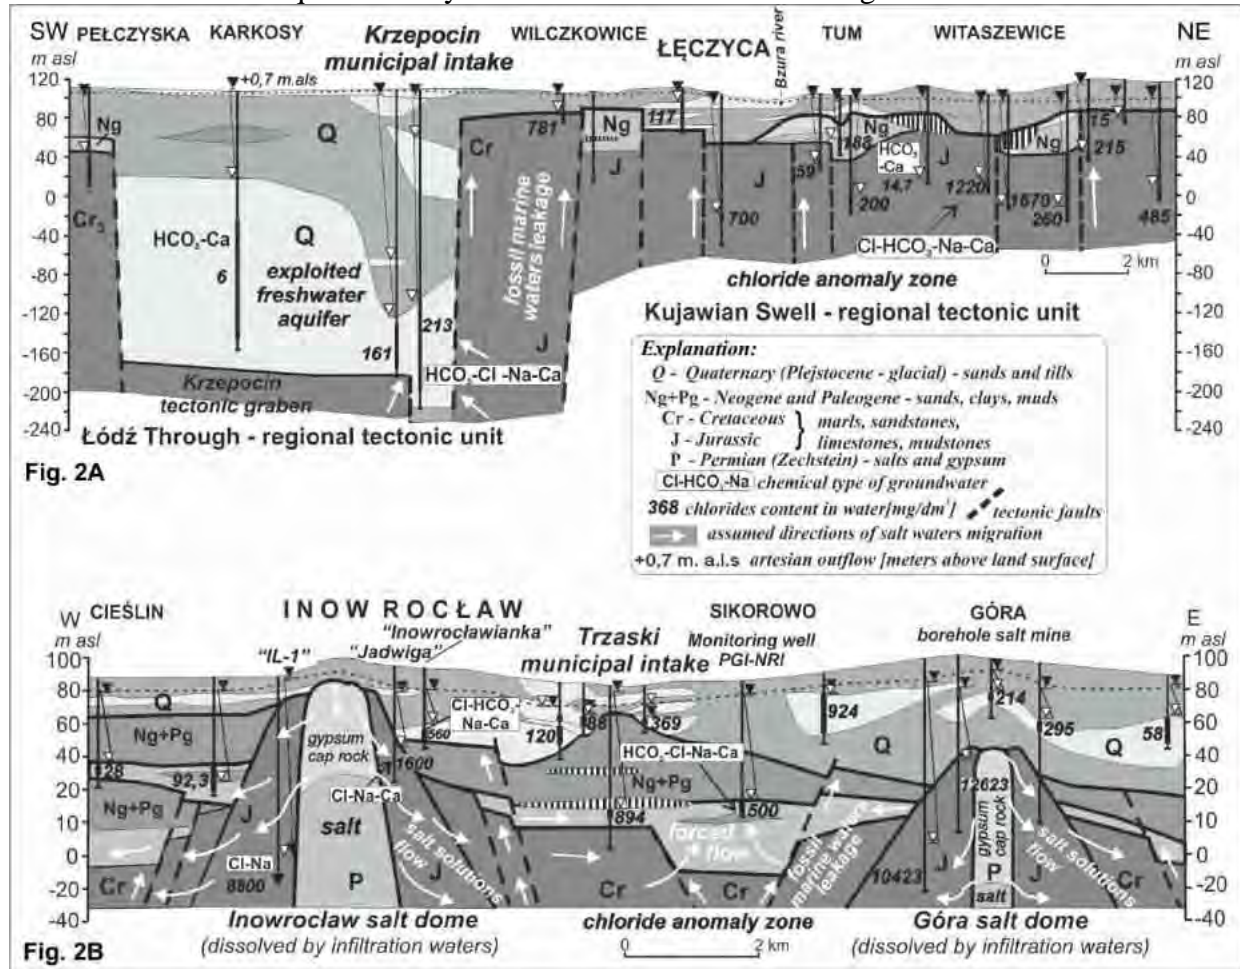 SW PEŁCZYSKA KARKOSY Krzepocin municipal intake WILCZKOWICE ŁĘCZYCA Bzura river TUM WITASZEWICE NE
m asl +0,7 m.als m asl
120 120
80 Ng Q Cr 781 Ng 117 Ng 188 15 80
40 HCO3-Ca J J 59 J Ng 215 40
0 Cr3 HCO3-Ca Q 14.7 1220 0
-40 6 exploited freshwater aquifer fossil marine waters leakage 700 200 1670 260 485 -40
Cl-HCO3-Na-Ca
-80 0 2 km -80
chloride anomaly zone
-120 213 Kujawian Swell - regional tectonic unit -120
-160 161 J -160
HCO3-Cl -Na-Ca
-200 Krzepocin tectonic graben -200
-240 -240
Łódź Through - regional tectonic unit
Fig. 2A
Explanation:
Q - Quaternary (Plejstocene - glacial) - sands and tills
Ng+Pg - Neogene and Paleogene - sands, clays, muds
Cr - Cretaceous } marls, sandstones,
J - Jurassic limestones, mudstones
P - Permian (Zechstein) - salts and gypsum
Cl-HCO3-Na chemical type of groundwater
368 chlorides content in water[mg/dm3] tectonic faults
assumed directions of salt waters migration
+0,7 m. a.l.s artesian outflow [meters above land surface]
W CIEŚLIN INOWROCŁAW SIKOROWO GÓRA E
m asl "IL-1" "Jadwiga" "Inowrocławianka" Trzaski municipal intake Monitoring well PGI-NRI borehole salt mine m asl
100 100
80 Q 214 80
60 Ng+Pg Cl-HCO3-Na-Ca 560 120 88 369 924 295 58 60
40 gypsum cap rock HCO3-Cl-Na-Ca Q Q 40
20 128 92,3 1600 Ng+Pg 12623 20
Cl-Na-Ca
10 Ng+Pg J salt 894 500 gypsum cap rock 10
0 Cl-Na salt solutions flow forced flow fossil marine water leakage J J salt solutions flow 0
-20 Cr 8800 P J Cr Cr 10423 P Cr -20
-40 salt -40
Inowrocław salt dome chloride anomaly zone Góra salt dome
(dissolved by infiltration waters) 0 2 km (dissolved by infiltration waters)
Fig. 2B